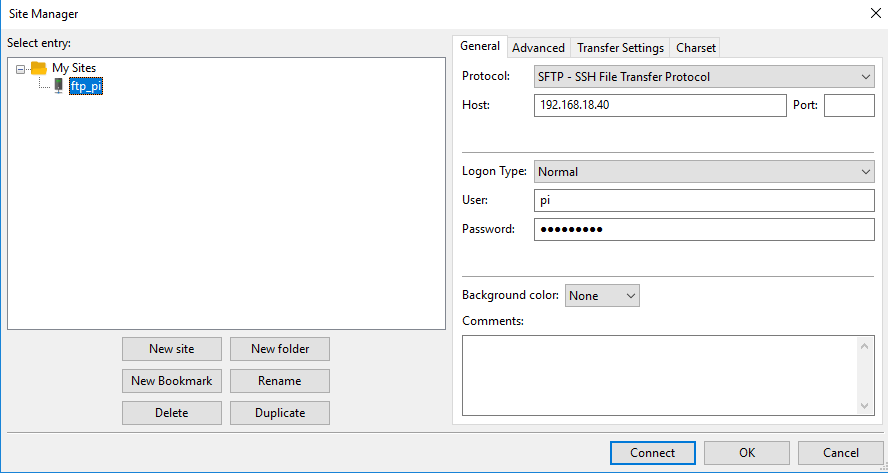 Site Manager
Select entry:
My Sites
ftp_pi
New site
New folder
New Bookmark
Rename
Delete
Duplicate
General
Advanced
Transfer Settings
Charset
Protocol:
SFTP - SSH File Transfer Protocol
Host:
192.168.18.40
Port:
Logon Type:
Normal
User:
pi
Password:
●●●●●●●●●
Background color:
None
Comments:
Connect
OK
Cancel